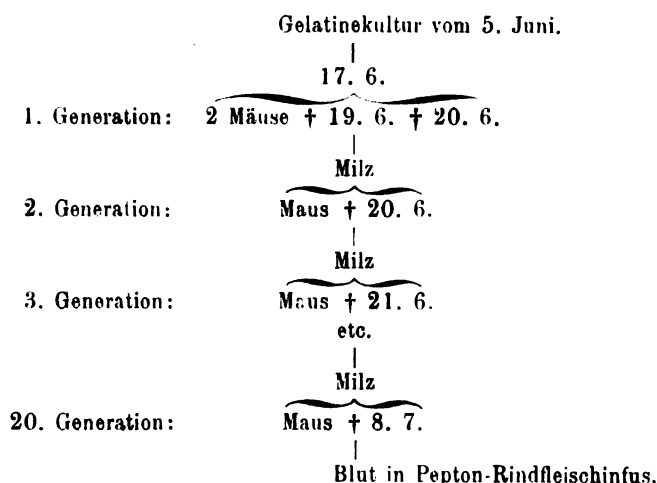 Gelatinekultur vom 5. Juni.
17. 6.
1. Generation: 2 Mäuse † 19. 6. † 20. 6.
Milz
2. Generation: Maus † 20. 6.
Milz
3. Generation: Maus † 21. 6.
etc.
Milz
20. Generation: Maus † 8. 7.
Blut in Pepton-Rindfleischinfus.